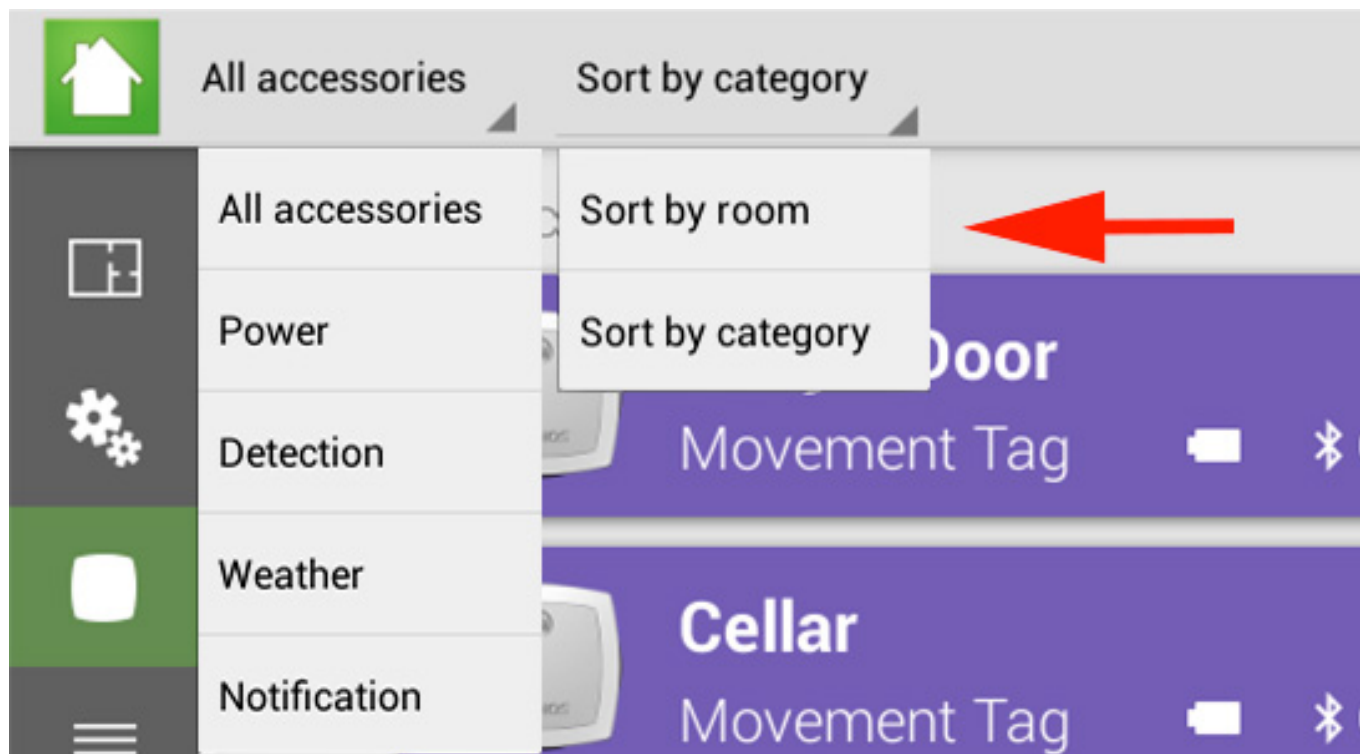 All accessories
Sort by category
All accessories
Power
Detection
Weather
Notification
Sort by room
Sort by category
Door
Movement Tag
Cellar
Movement Tag